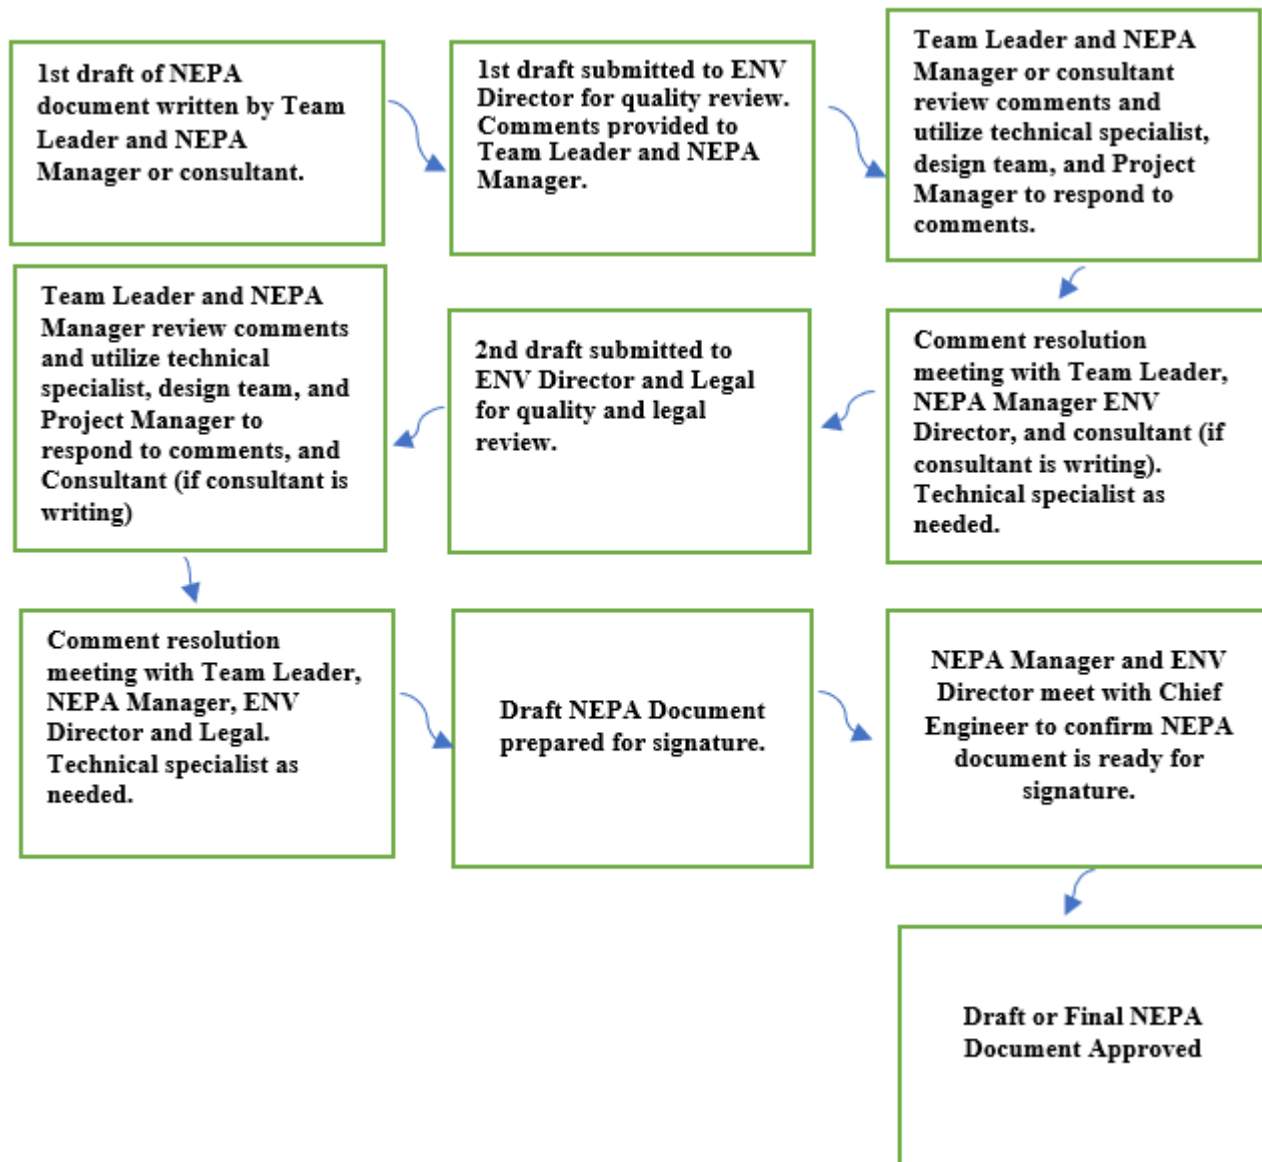 1st draft of NEPA
document written by Team
Leader and NEPA
Manager or consultant.
1st draft submitted to ENV
Director for quality review.
Comments provided to
Team Leader and NEPA
Manager.
Team Leader and NEPA
Manager or consultant
review comments and
utilize technical specialist,
design team, and Project
Manager to respond to
comments.
Comment resolution
meeting with Team Leader,
NEPA Manager ENV
Director, and consultant (if
consultant is writing).
Technical specialist as
needed.
2nd draft submitted to
ENV Director and Legal
for quality and legal
review.
Team Leader and NEPA
Manager review comments
and utilize technical
specialist, design team, and
Project Manager to
respond to comments, and
Consultant (if consultant is
writing)
Comment resolution
meeting with Team Leader,
NEPA Manager, ENV
Director and Legal.
Technical specialist as
needed.
Draft NEPA Document
prepared for signature.
NEPA Manager and ENV
Director meet with Chief
Engineer to confirm NEPA
document is ready for
signature.
Draft or Final NEPA
Document Approved